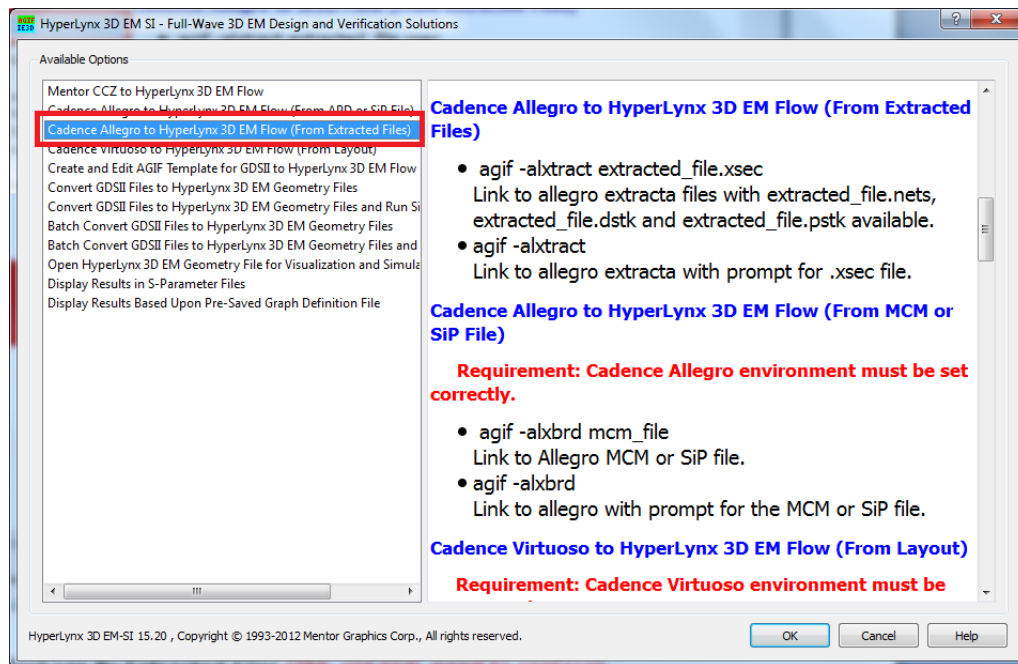 AGIF
IE3D
HyperLynx 3D EM SI - Full-Wave 3D EM Design and Verification Solutions
Available Options
Mentor CCZ to HyperLynx 3D EM Flow
Cadence Allegro to HyperLynx 3D EM Flow (From APD or SiP File)
Cadence Allegro to HyperLynx 3D EM Flow (From Extracted Files)
Cadence Virtuoso to HyperLynx 3D EM Flow (From Layout)
Create and Edit AGIF Template for GDSII to HyperLynx 3D EM Flow
Convert GDSII Files to HyperLynx 3D EM Geometry Files
Convert GDSII Files to HyperLynx 3D EM Geometry Files and Run Si
Batch Convert GDSII Files to HyperLynx 3D EM Geometry Files
Batch Convert GDSII Files to HyperLynx 3D EM Geometry Files and
Open HyperLynx 3D EM Geometry File for Visualization and Simula
Display Results in S-Parameter Files
Display Results Based Upon Pre-Saved Graph Definition File
Cadence Allegro to HyperLynx 3D EM Flow (From Extracted
Files)
• agif -alxtract extracted_file.xsec
Link to allegro extracta files with extracted_file.nets,
extracted_file.dstk and extracted_file.pstk available.
• agif -alxtract
Link to allegro extracta with prompt for .xsec file.
Cadence Allegro to HyperLynx 3D EM Flow (From MCM or
SiP File)
Requirement: Cadence Allegro environment must be set
correctly.
• agif -alxbrd mcm_file
Link to Allegro MCM or SiP file.
• agif -alxbrd
Link to allegro with prompt for the MCM or SiP file.
Cadence Virtuoso to HyperLynx 3D EM Flow (From Layout)
Requirement: Cadence Virtuoso environment must be
HyperLynx 3D EM-SI 15.20 , Copyright © 1993-2012 Mentor Graphics Corp., All rights reserved.
OK
Cancel
Help